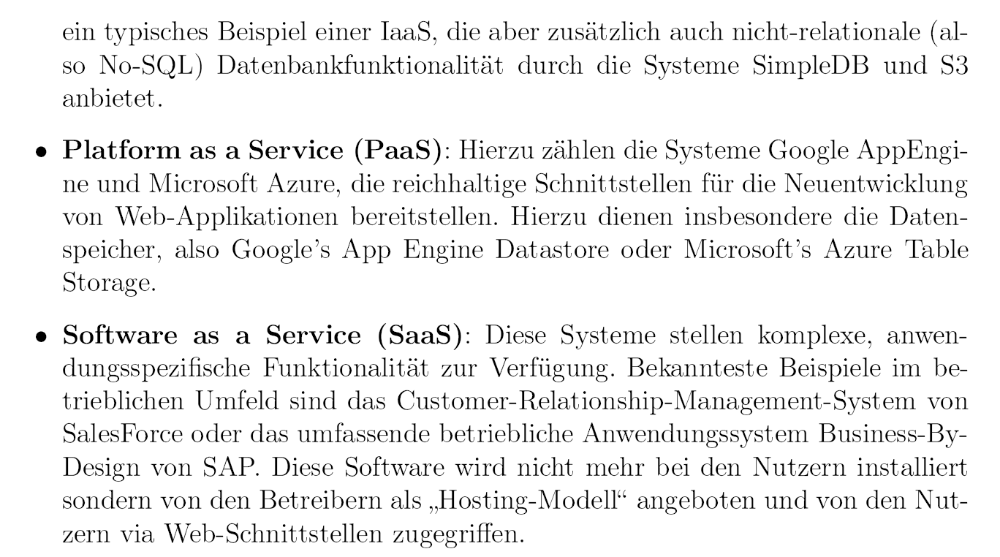 ein typisches Beispiel einer IaaS, die aber zusätzlich auch nicht-relationale (al-
so No-SQL) Datenbankfunktionalität durch die Systeme SimpleDB und S3
anbietet.
• Platform as a Service (PaaS): Hierzu zählen die Systeme Google AppEngi-
ne und Microsoft Azure, die reichhaltige Schnittstellen für die Neuentwicklung
von Web-Applikationen bereitstellen. Hierzu dienen insbesondere die Daten-
speicher, also Google's App Engine Datastore oder Microsoft's Azure Table
Storage.
• Software as a Service (SaaS): Diese Systeme stellen komplexe, anwen-
dungsspezifische Funktionalität zur Verfügung. Bekannteste Beispiele im be-
trieblichen Umfeld sind das Customer-Relationship-Management-System von
SalesForce oder das umfassende betriebliche Anwendungssystem Business-By-
Design von SAP. Diese Software wird nicht mehr bei den Nutzern installiert
sondern von den Betreibern als „Hosting-Modell“ angeboten und von den Nut-
zern via Web-Schnittstellen zugegriffen.